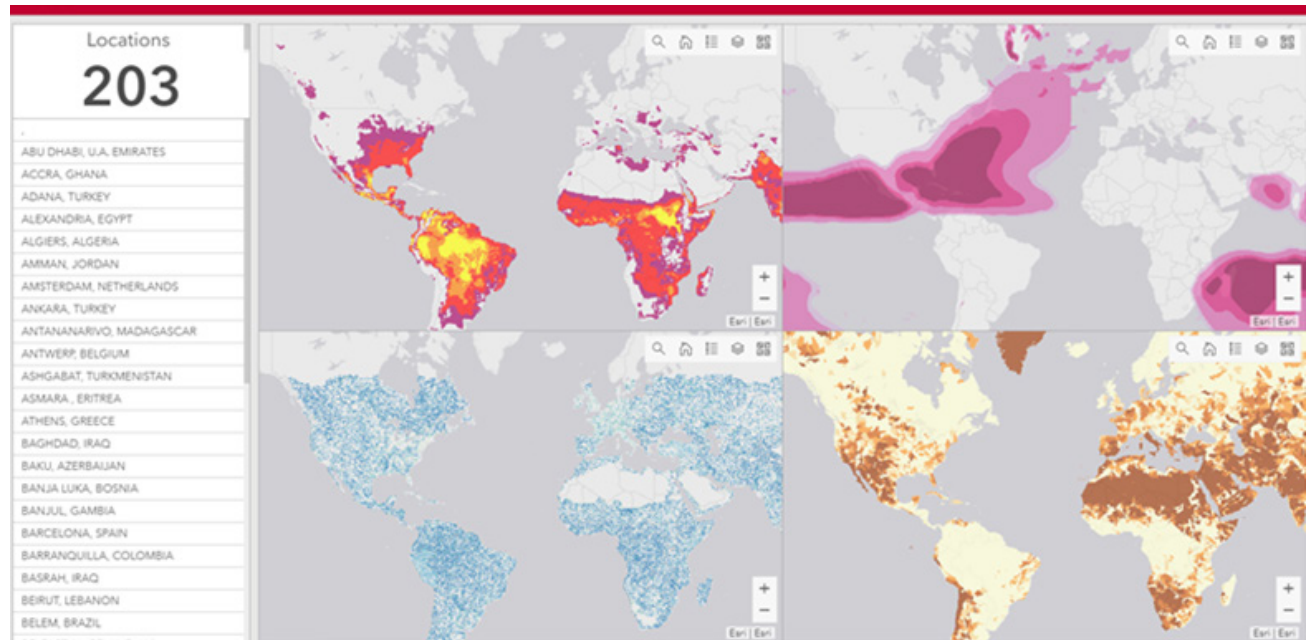 Locations
203
ABU DHABI, U.A. EMIRATES
ACCRA, GHANA
ADANA, TURKEY
ALEXANDRIA, EGYPT
ALGIERS, ALGERIA
AMMAN, JORDAN
AMSTERDAM, NETHERLANDS
ANKARA, TURKEY
ANTANANARIVO, MADAGASCAR
ANTWERP, BELGIUM
ASHGABAT, TURKMENISTAN
ASMARA , ERITREA
ATHENS, GREECE
BAGHDAD, IRAQ
BAKU, AZERBAIJAN
BANJA LUKA, BOSNIA
BANJUL, GAMBIA
BARCELONA, SPAIN
BARRANQUILLA, COLOMBIA
BASRAH, IRAQ
BEIRUT, LEBANON
BELEM, BRAZIL
Esri | Esri
Esri | Esri
Esri | Esri
Esri | Esri